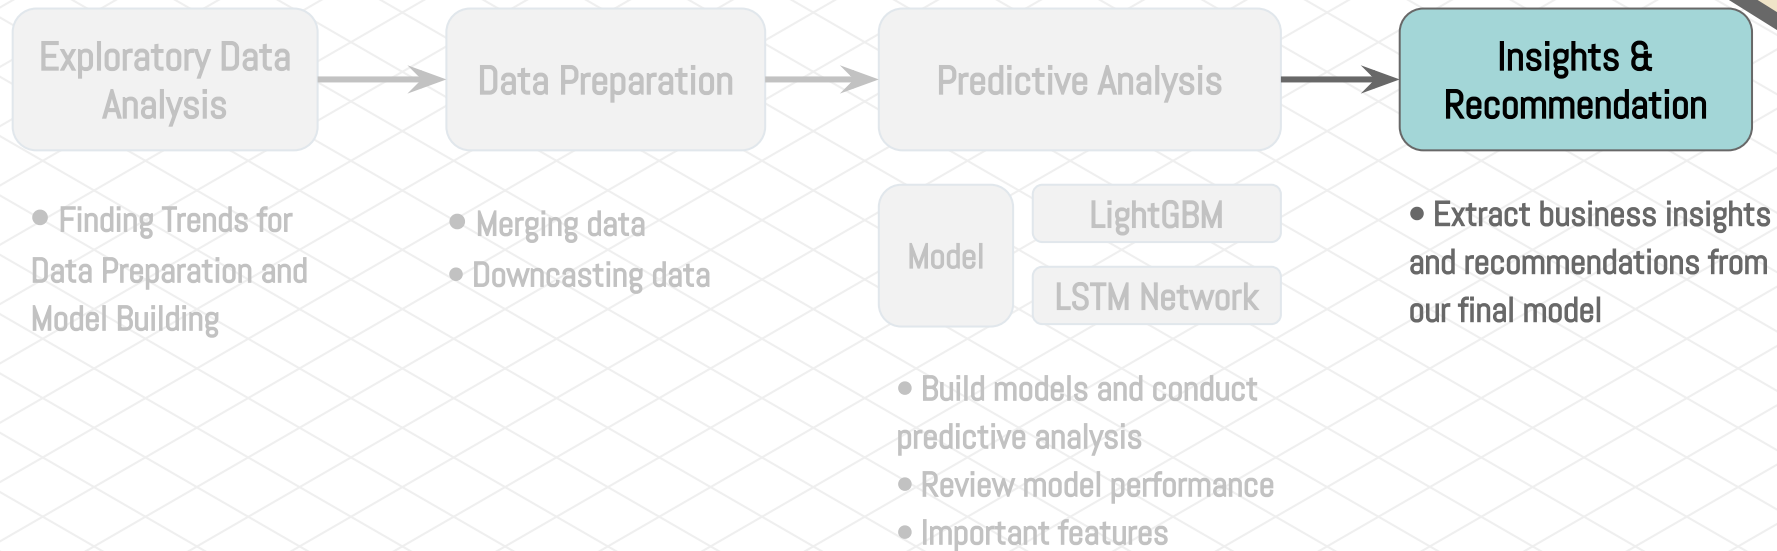 Exploratory Data
Analysis
Data Preparation
Predictive Analysis
Insights &
Recommendation
• Finding Trends for
Data Preparation and
Model Building
• Merging data
• Downcasting data
Model
LightGBM
LSTM Network
• Build models and conduct
predictive analysis
• Review model performance
• Important features
• Extract business insights
and recommendations from
our final model